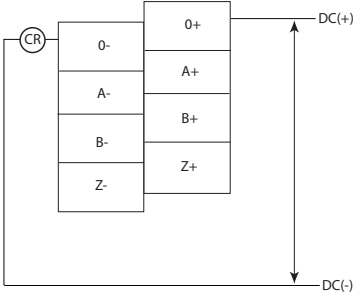 0+
DC(+)
CR
0-
A+
A-
B+
B-
Z+
Z-
DC(-)